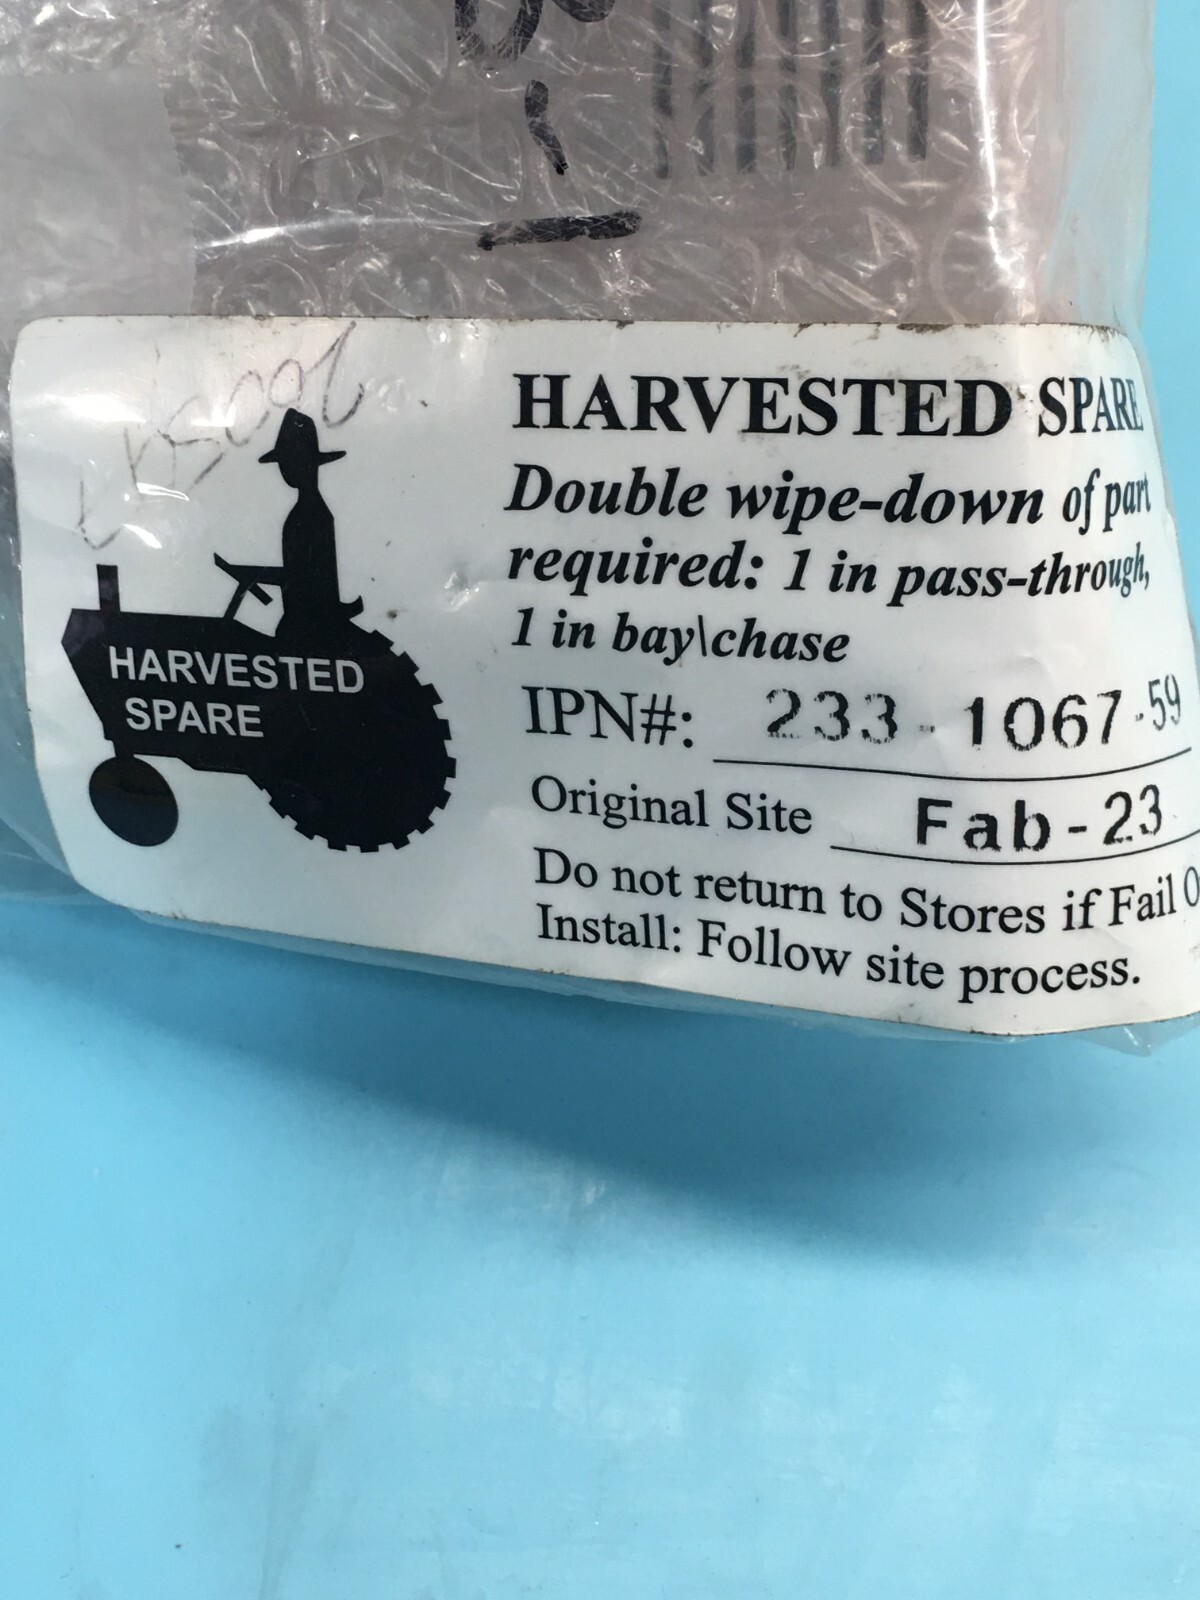 HARVESTED SPARE
Double wipe-down of part
required: 1 in pass-through,
1 in bay\chase
IPN#: 233-1067-59
Original Site Fab-23
Do not return to Stores if Fail
Install: Follow site process.
HARVESTED
SPARE